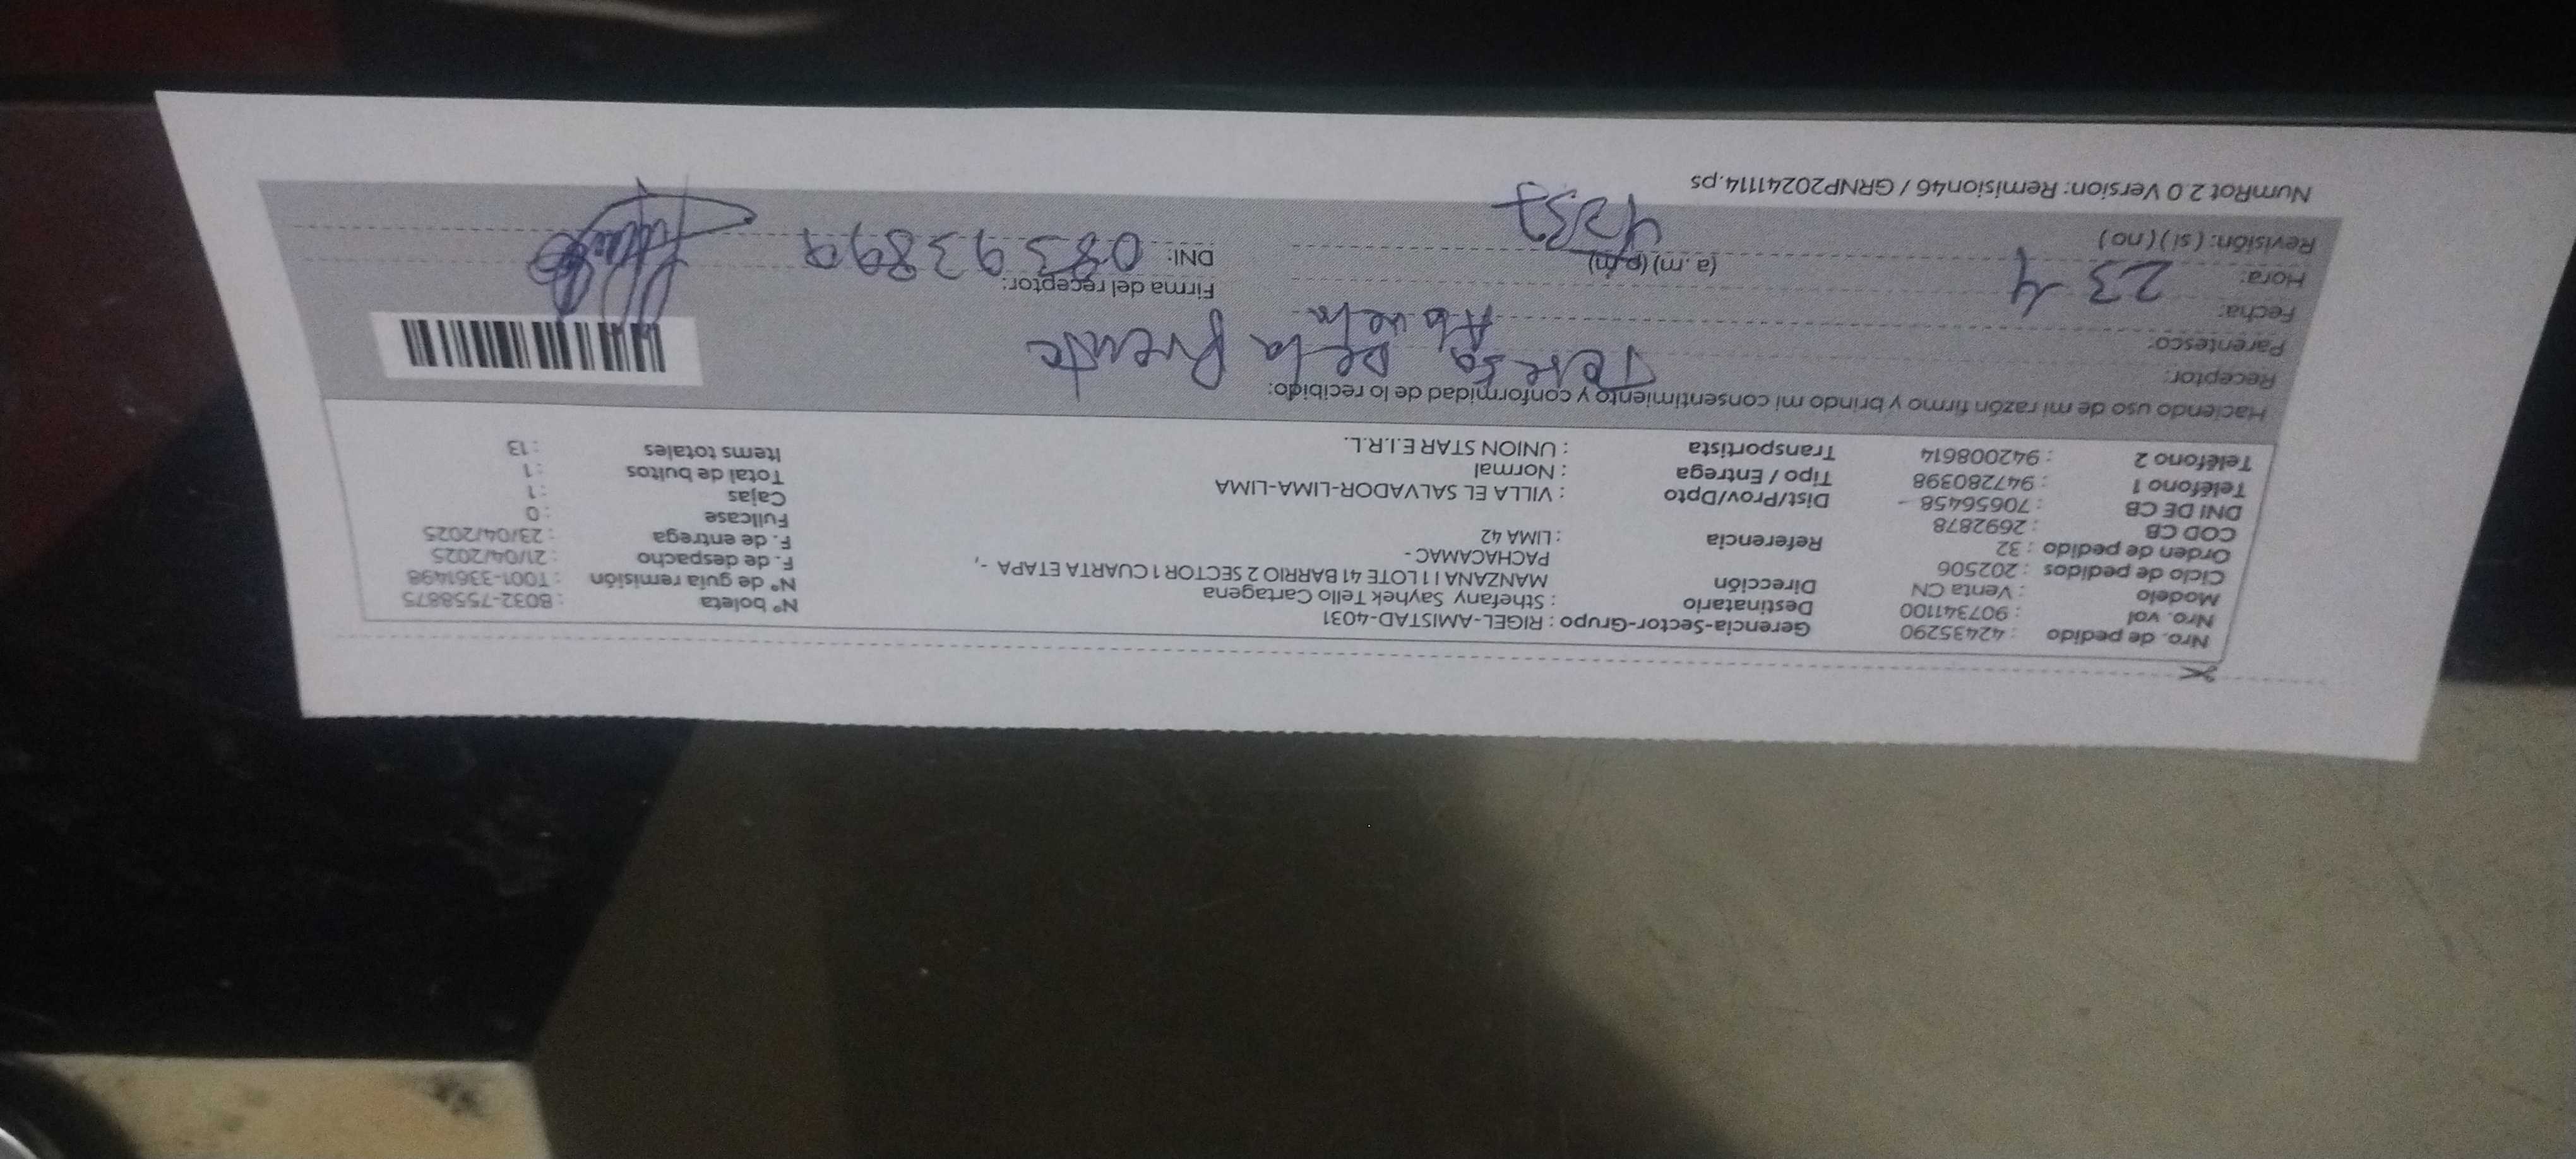 Nro. de pedido : 42435290 Gerencia-Sector-Grupo : RIGEL-AMISTAD-4031 Nº boleta : B032-7558875
Nro. vol : 907341100 Destinatario : Sthefany Sayhek Tello Cartagena Nº de guía remisión : T001-3361498
Modelo : Venta CN Dirección MANZANA I 1 LOTE 41 BARRIO 2 SECTOR 1 CUARTA ETAPA -, F. de despacho : 21/04/2025
Ciclo de pedidos : 202506 PACHACAMAC - F. de entrega : 23/04/2025
Orden de pedido : 32 Referencia : LIMA 42 Fullcase : 0
COD CB : 2692878 Dist/Prov/Dpto : VILLA EL SALVADOR-LIMA-LIMA Cajas : 1
DNI DE CB : 70656458 Tipo / Entrega : Normal Total de bultos : 1
Teléfono 1 : 947280398 Transportista : UNION STAR E.I.R.L. Items totales : 13
Teléfono 2 : 942008614
Haciendo uso de mi razón firmo y brindo mi consentimiento y conformidad de lo recibido:
Receptor: Teresa De la Puente
Parentesco: Abuela
Fecha: 23 4 Firma del receptor:
Hora: (a.m) (p.m) DNI:
Revisión: ( si ) ( no )
NumRot 2.0 Version: Remision46 / GRNP20241114.ps